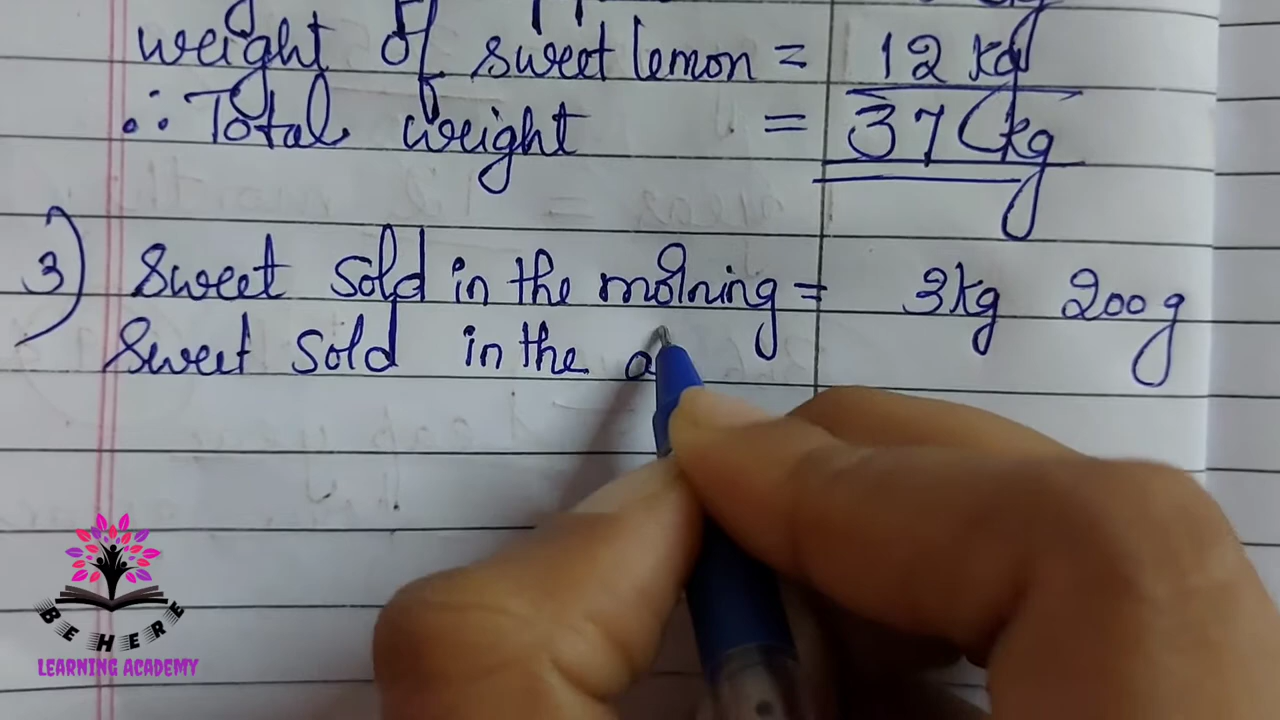 weight of sweet lemon = 12 kg
∴ Total weight = 37 kg
3) Sweet sold in the morning = 3kg 200g
Sweet sold in the a
BE HERE
LEARNING ACADEMY